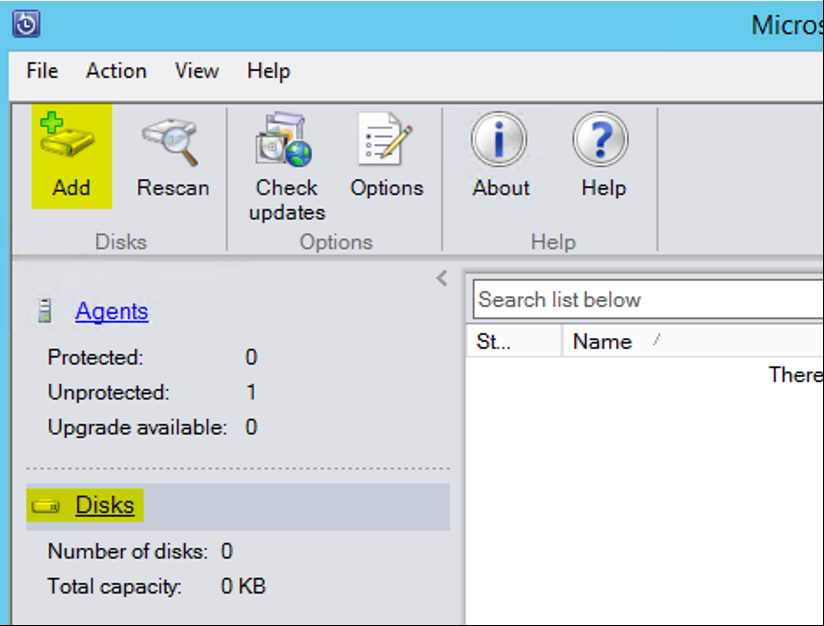 Micros
File Action View Help
Add Rescan Check updates Options About Help
Disks Options Help
Agents
Protected: 0
Unprotected: 1
Upgrade available: 0
Disks
Number of disks: 0
Total capacity: 0 KB
Search list below
St... Name
There